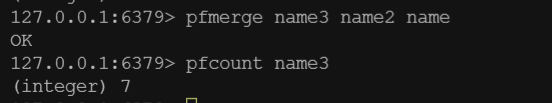 127.0.0.1:6379> pfmerge name3 name2 name
OK
127.0.0.1:6379> pfcount name3
(integer) 7